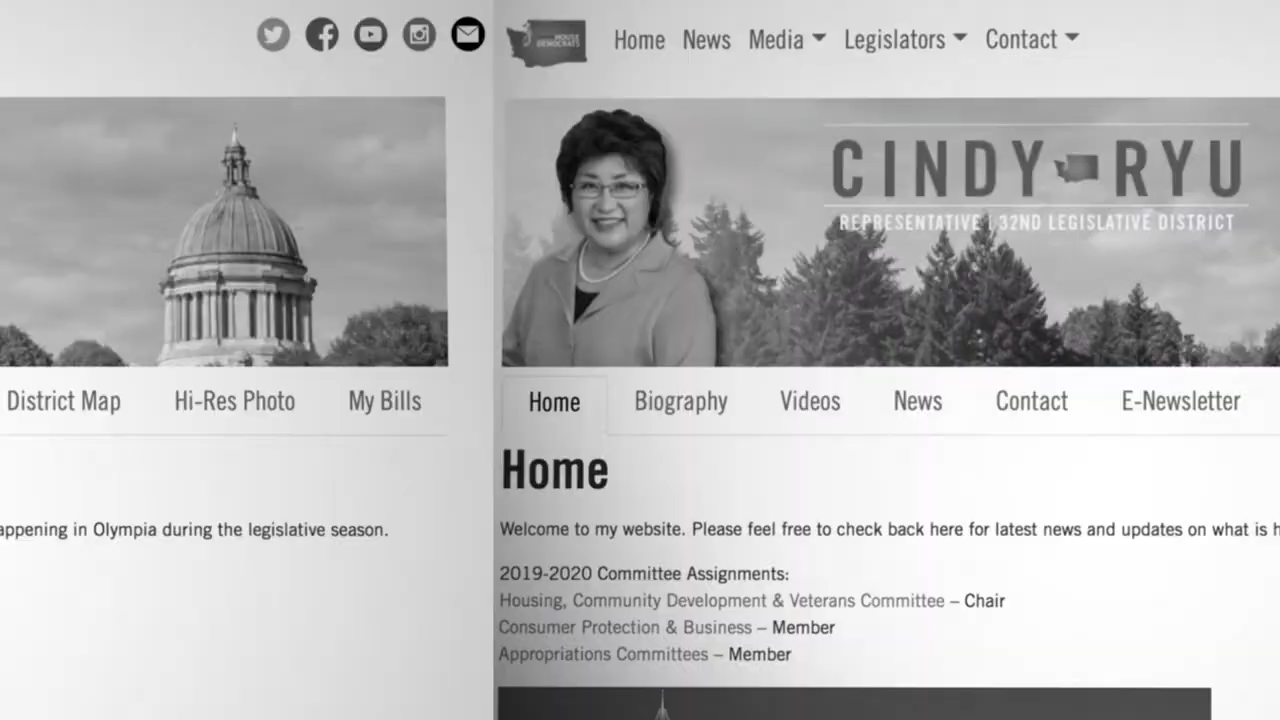 HOUSE
DEMOCRATS
Home News Media Legislators Contact
CINDY RYU
REPRESENTATIVE | 32ND LEGISLATIVE DISTRICT
District Map Hi-Res Photo My Bills
Home Biography Videos News Contact E-Newsletter
Home
appening in Olympia during the legislative season.
Welcome to my website. Please feel free to check back here for latest news and updates on what is h
2019-2020 Committee Assignments:
Housing, Community Development & Veterans Committee – Chair
Consumer Protection & Business – Member
Appropriations Committees – Member